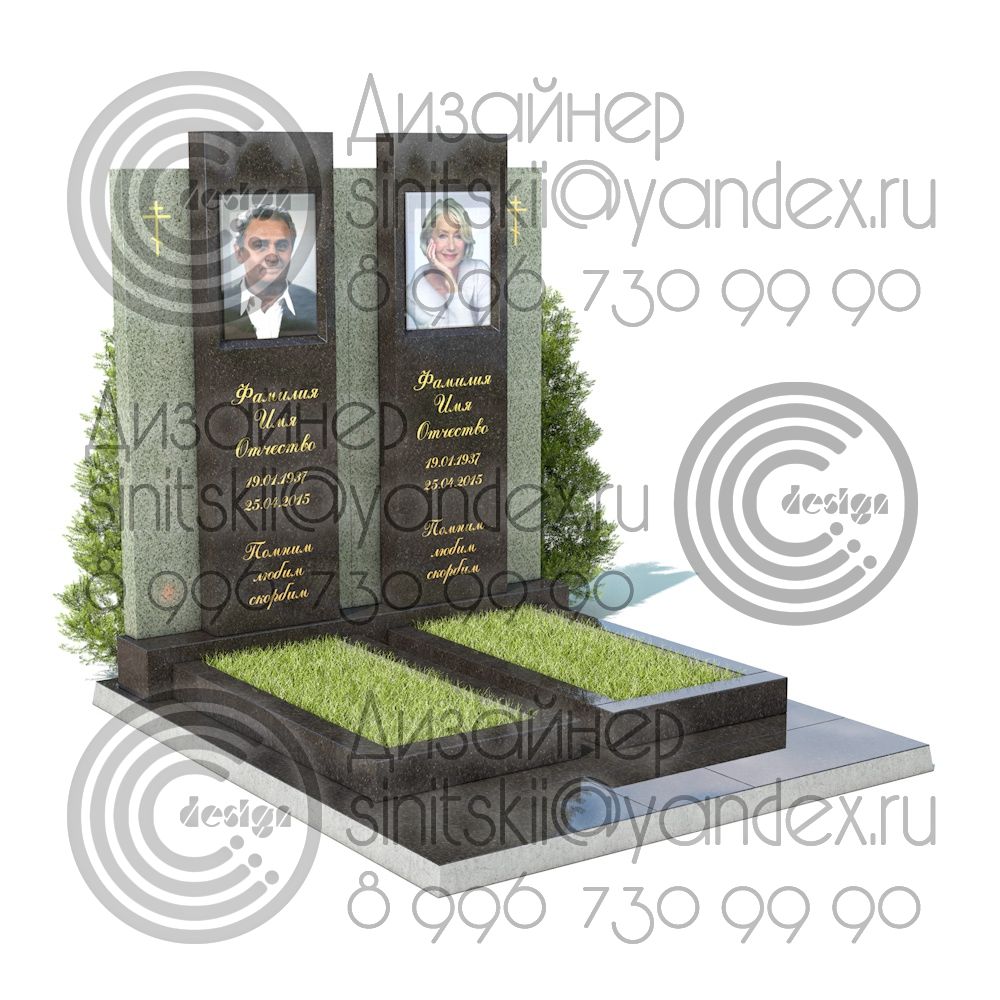 Дизайнер
sinitskii@yandex.ru
8 996 730 99 90
design
Фамилия
Имя
Отчество
19.01.1937
25.04.2015
Помним
любим
скорбим
Фамилия
Имя
Отчество
19.01.1937
25.04.2015
Помним
любим
скорбим
Дизайнер
sinitskii@yandex.ru
8 996 730 99 90
design
Дизайнер
sinitskii@yandex.ru
8 996 730 99 90
design